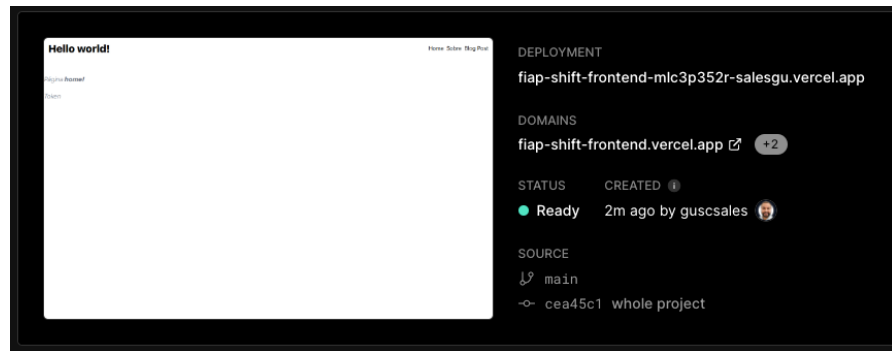 Hello world!
Home Sobre Blog Post
Página home!
Token:
DEPLOYMENT
fiap-shift-frontend-mlc3p352r-salesgu.vercel.app
DOMAINS
fiap-shift-frontend.vercel.app +2
STATUS CREATED
Ready 2m ago by guscsales
SOURCE
main
cea45c1 whole project